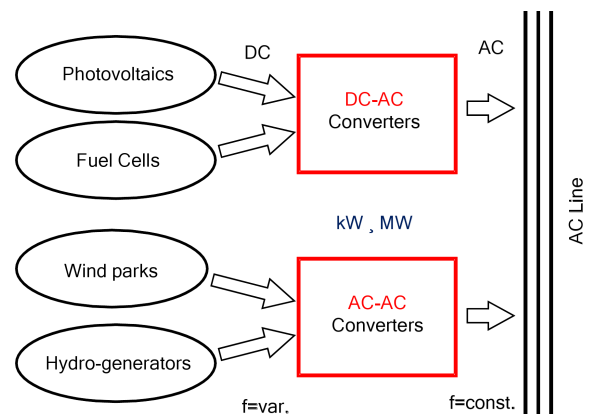 DC
AC
Photovoltaics
DC-AC
Converters
Fuel Cells
AC Line
kW ¸ MW
Wind parks
AC-AC
Converters
Hydro-generators
f=var.
f=const.